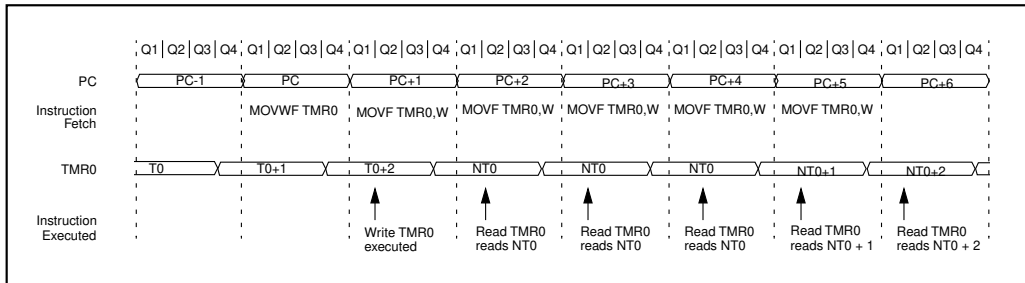 Q1 Q2 Q3 Q4 Q1 Q2 Q3 Q4 Q1 Q2 Q3 Q4 Q1 Q2 Q3 Q4 Q1 Q2 Q3 Q4 Q1 Q2 Q3 Q4 Q1 Q2 Q3 Q4 Q1 Q2 Q3 Q4
PC PC-1 PC PC+1 PC+2 PC+3 PC+4 PC+5 PC+6
Instruction
Fetch
MOVWF TMR0 MOVF TMR0,W MOVF TMR0,W MOVF TMR0,W MOVF TMR0,W MOVF TMR0,W
TMR0 T0 T0+1 T0+2 NT0 NT0 NT0 NT0+1 NT0+2
Instruction
Executed
Write TMR0
executed
Read TMR0
reads NT0
Read TMR0
reads NT0
Read TMR0
reads NT0
Read TMR0
reads NT0 + 1
Read TMR0
reads NT0 + 2